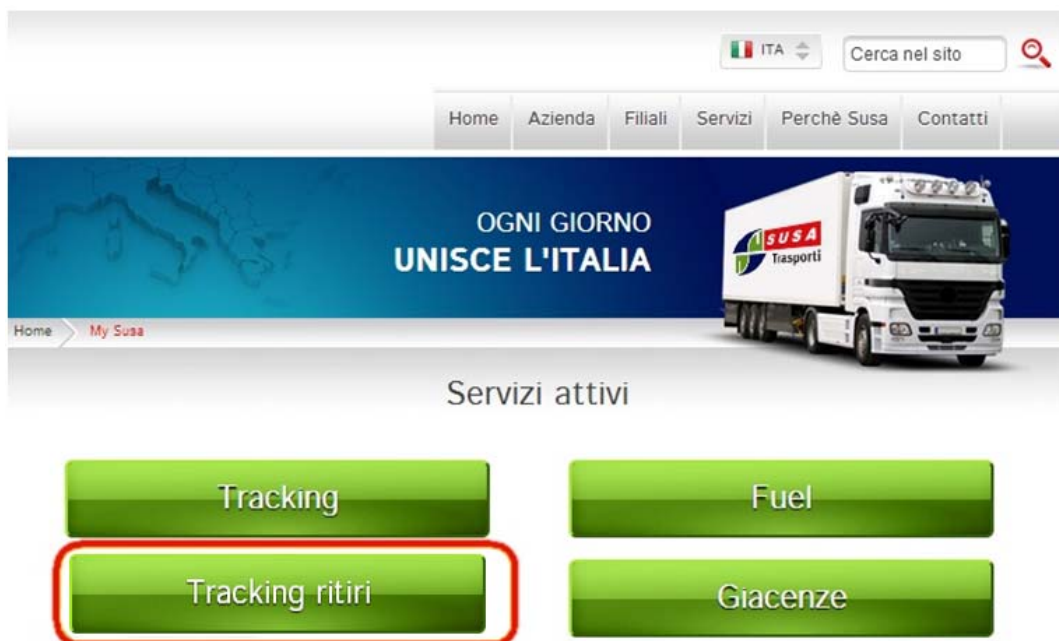 ITA
Cerca nel sito
Home Azienda Filiali Servizi Perchè Susa Contatti
OGNI GIORNO
UNISCE L'ITALIA
SUSA
Trasporti
Home My Susa
Servizi attivi
Tracking
Fuel
Tracking ritiri
Giacenze